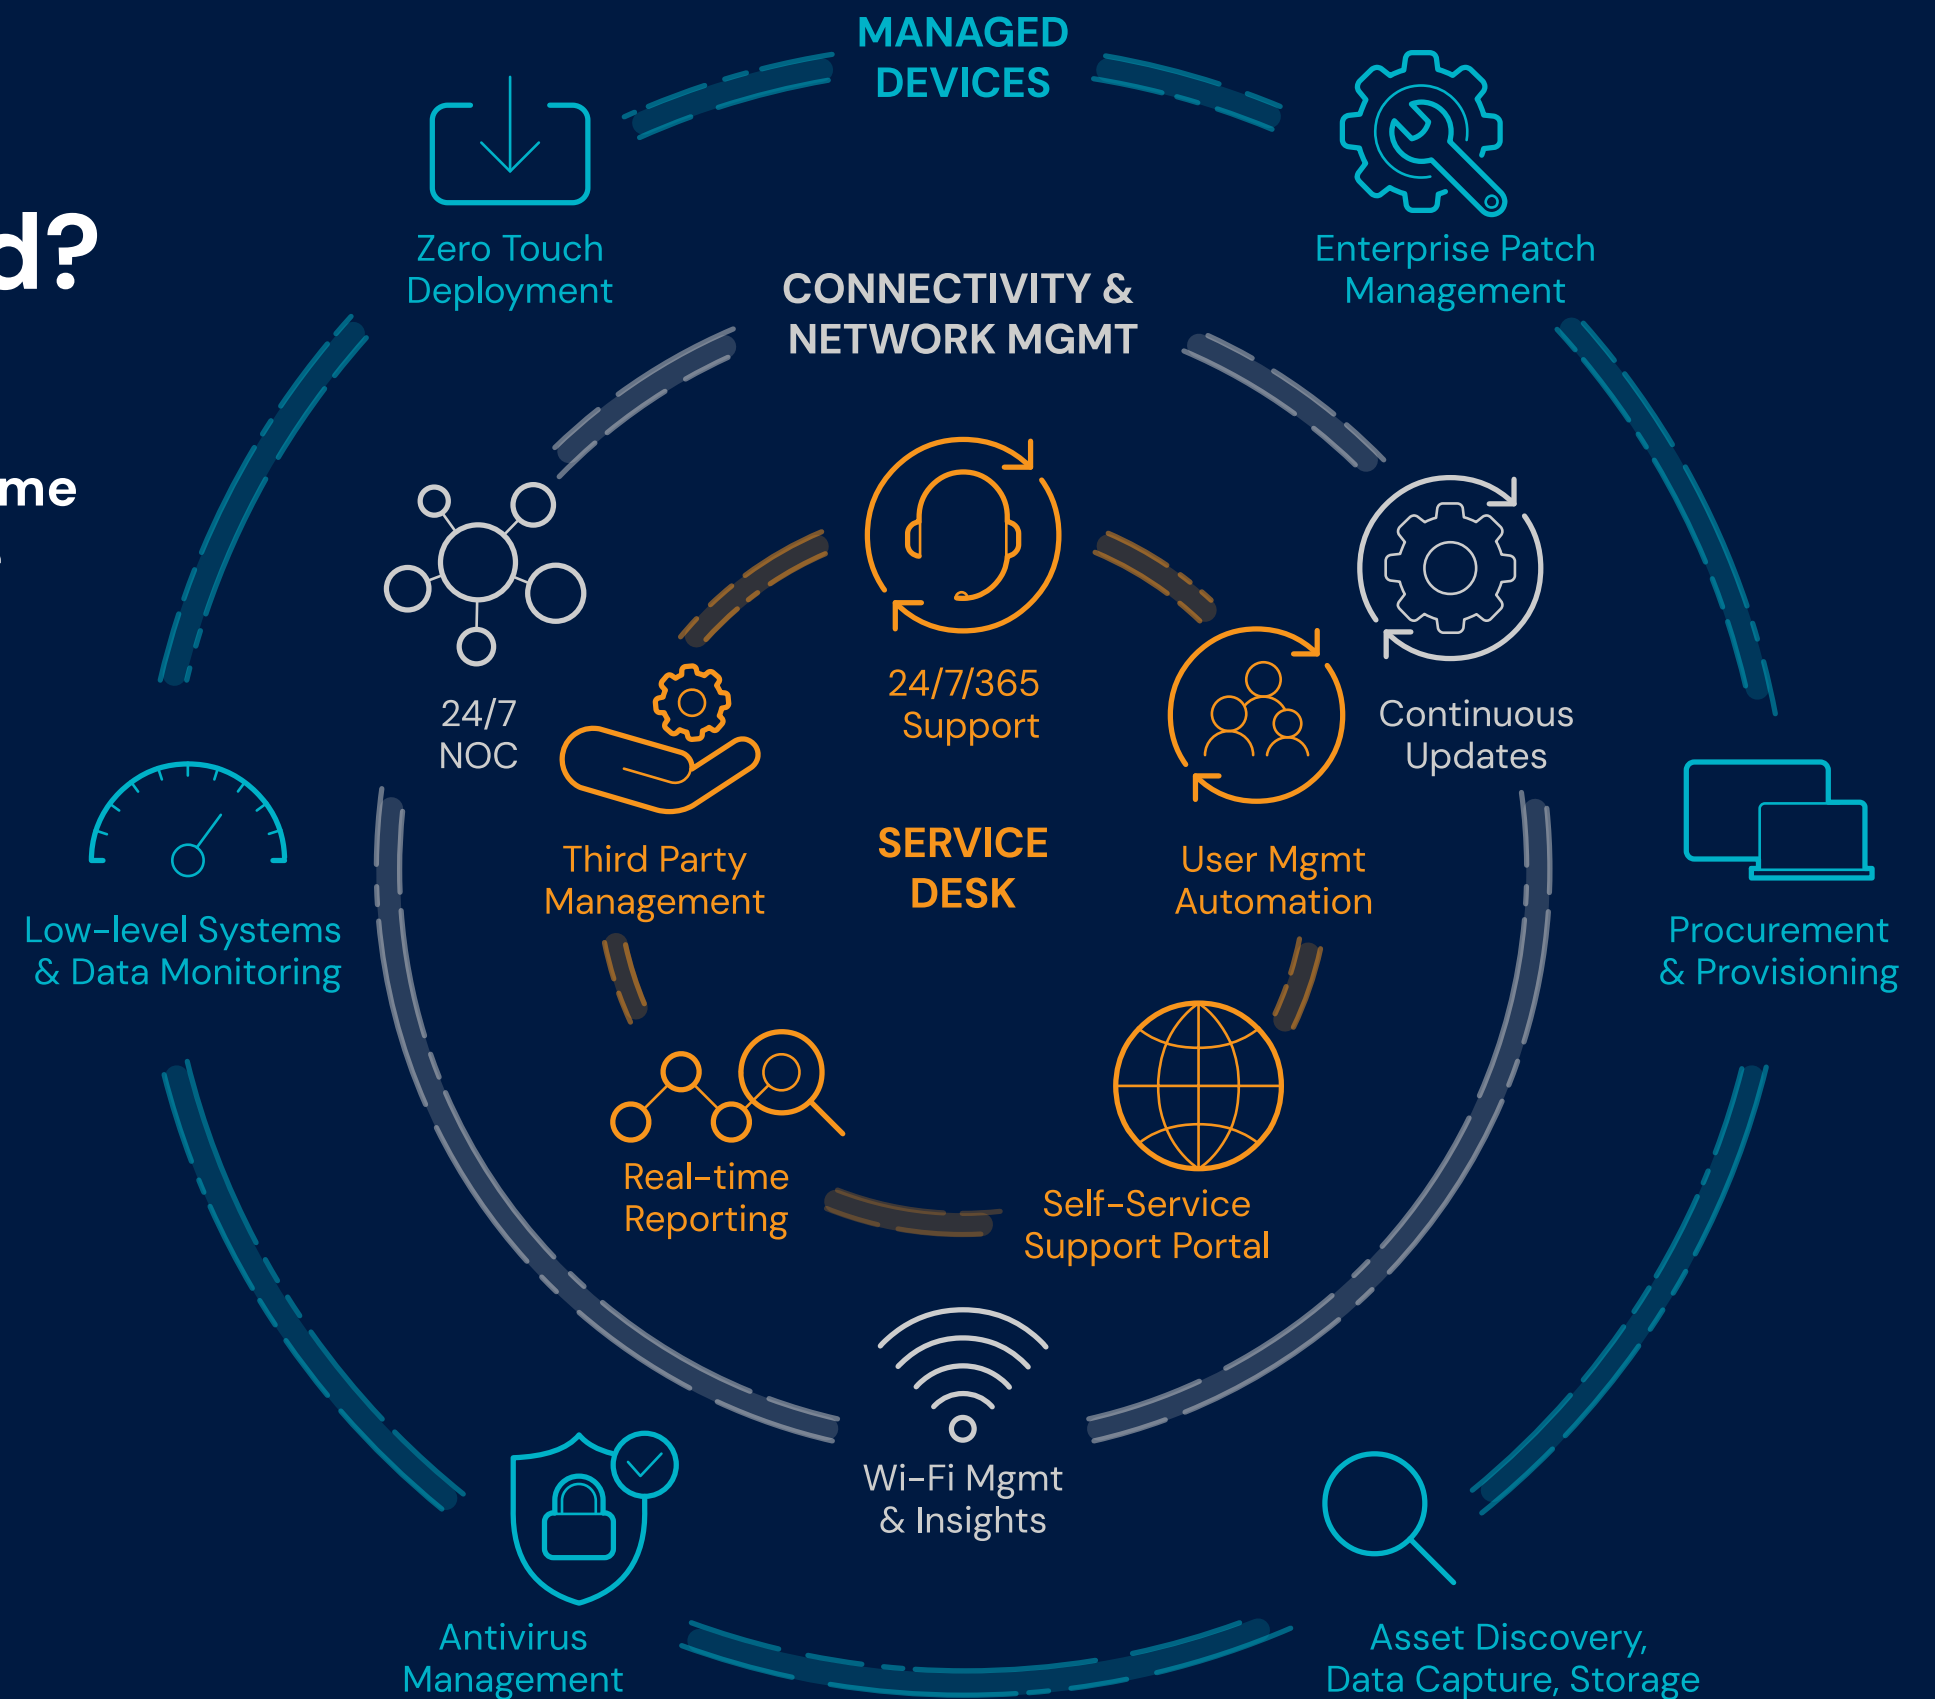 MANAGED
DEVICES
Zero Touch
Deployment
Enterprise Patch
Management
d?
CONNECTIVITY &
NETWORK MGMT
me
24/7
NOC
24/7/365
Support
Continuous
Updates
Third Party
Management
SERVICE
DESK
User Mgmt
Automation
Low-level Systems
& Data Monitoring
Procurement
& Provisioning
Real-time
Reporting
Self-Service
Support Portal
Wi-Fi Mgmt
& Insights
Antivirus
Management
Asset Discovery,
Data Capture, Storage